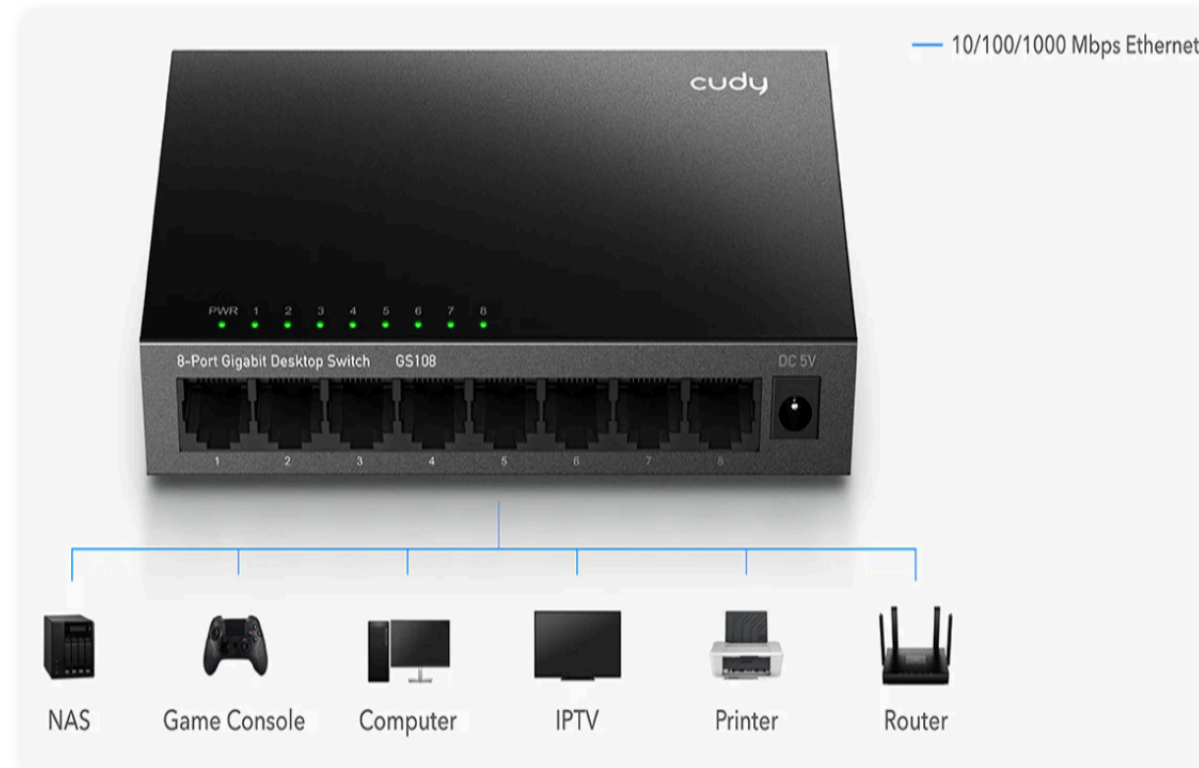 10/100/1000 Mbps Ethernet
cudy
PWR 1 2 3 4 5 6 7 8
8-Port Gigabit Desktop Switch GS108
DC 5V
1 2 3 4 5 6 7 8
NAS
Game Console
Computer
IPTV
Printer
Router